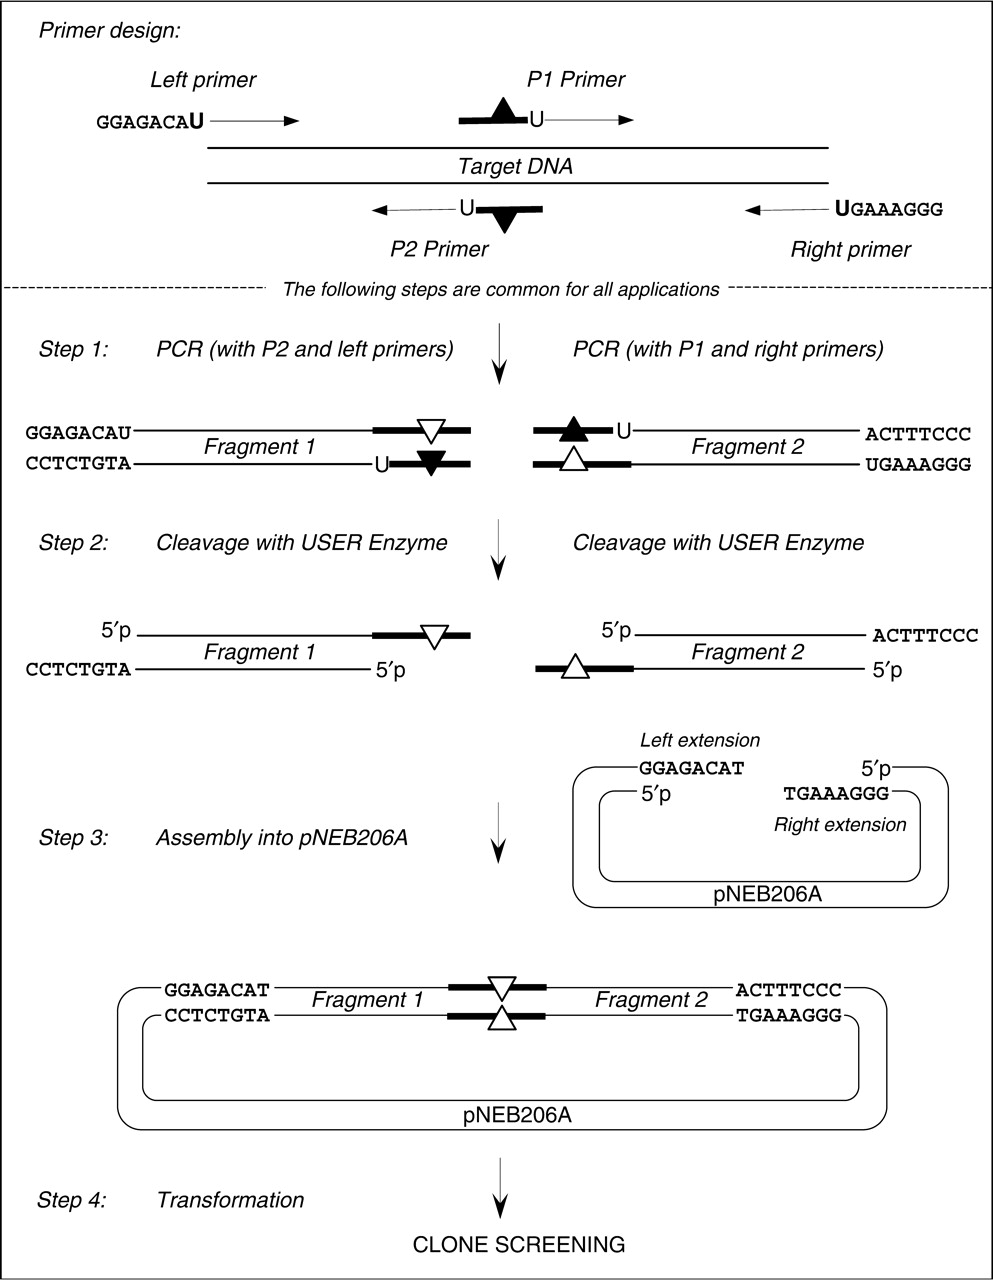 Primer design:
Left primer P1 Primer
GGAGACAU U
Target DNA
U UGAAAGGG
P2 Primer Right primer
The following steps are common for all applications
Step 1: PCR (with P2 and left primers) PCR (with P1 and right primers)
GGAGACAU U ACTTTCCC
Fragment 1 Fragment 2
CCTCTGTA U UGAAAGGG
Step 2: Cleavage with USER Enzyme Cleavage with USER Enzyme
5′p 5′p ACTTTCCC
Fragment 1 Fragment 2
CCTCTGTA 5′p 5′p
Left extension
GGAGACAT 5′p
5′p TGAAAGGG
Right extension
Step 3: Assembly into pNEB206A
pNEB206A
GGAGACAT ACTTTCCC
Fragment 1 Fragment 2
CCTCTGTA TGAAAGGG
pNEB206A
Step 4: Transformation
CLONE SCREENING